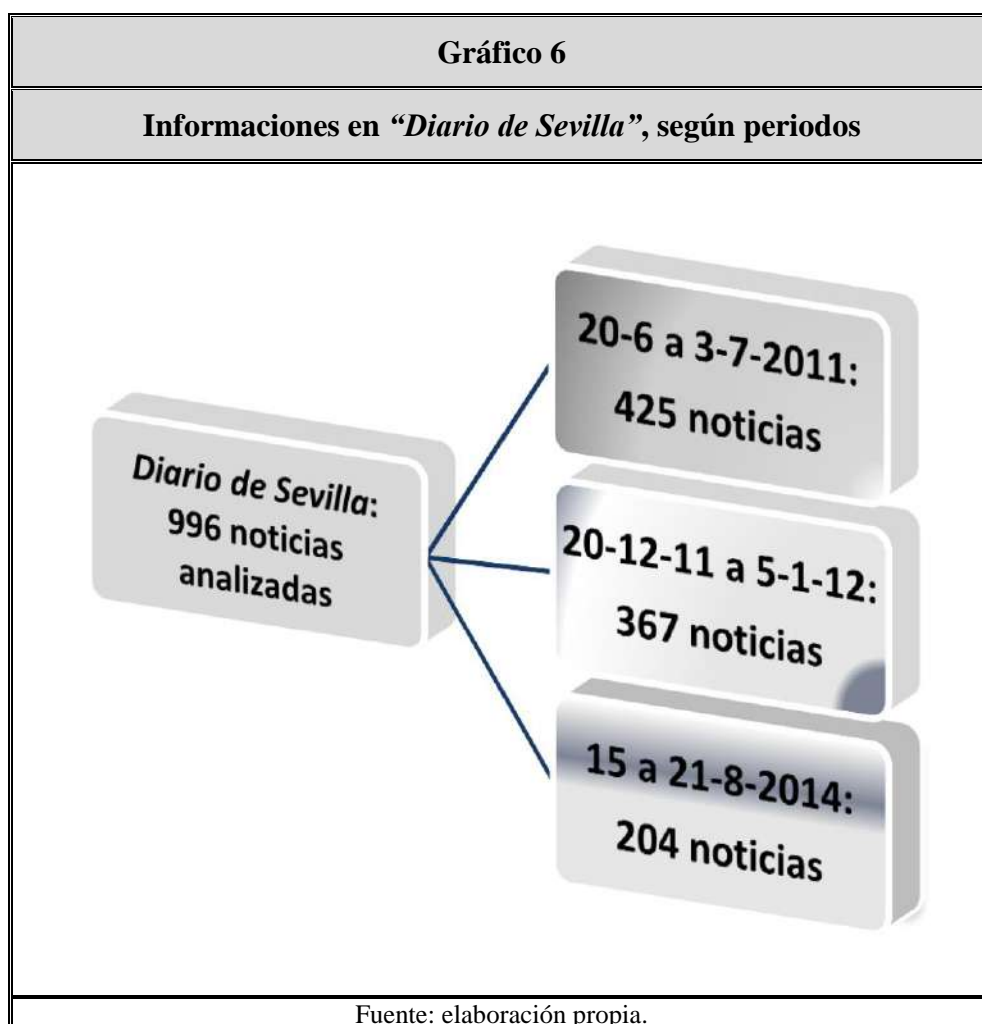 Gráfico 6
Informaciones en “Diario de Sevilla”, según periodos
Diario de Sevilla:
996 noticias
analizadas
20-6 a 3-7-2011:
425 noticias
20-12-11 a 5-1-12:
367 noticias
15 a 21-8-2014:
204 noticias
Fuente: elaboración propia.